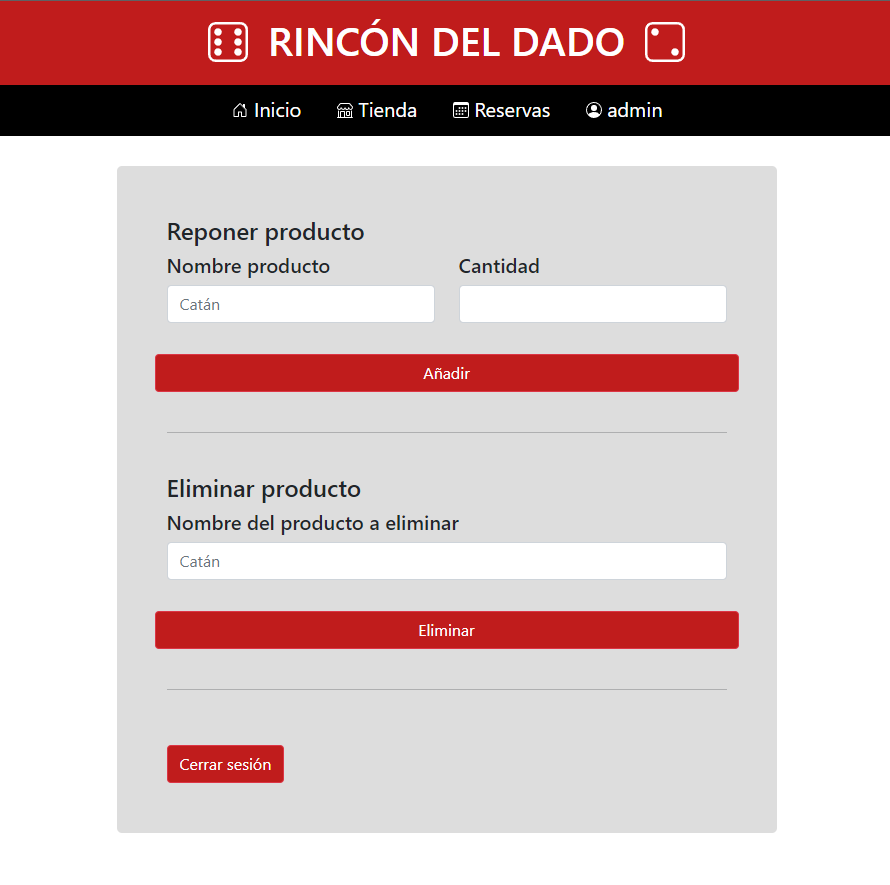 RINCÓN DEL DADO
Inicio Tienda Reservas admin
Reponer producto
Nombre producto Cantidad
Catán
Añadir
Eliminar producto
Nombre del producto a eliminar
Catán
Eliminar
Cerrar sesión